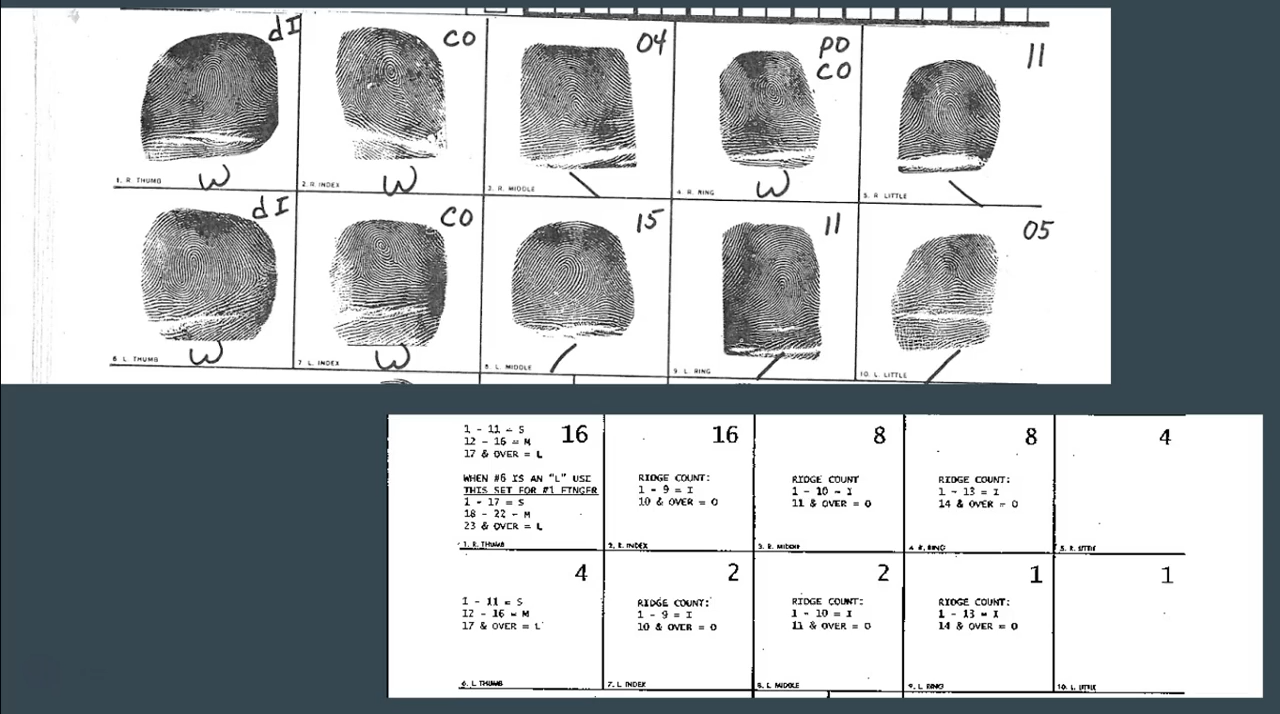 dI CO 04 PO 11
CO
1. R. THUMB 2. R. INDEX 3. R. MIDDLE 4. R. RING 5. R. LITTLE
W W \ W \
dI CO 15 11 05
6. L. THUMB 7. L. INDEX 8. L. MIDDLE 9. L. RING 10. L. LITTLE
W W / / /
1 - 11 = S 16 16 8 8 4
12 - 16 = M
17 & OVER = L
WHEN #6 IS AN "L" USE RIDGE COUNT: RIDGE COUNT RIDGE COUNT:
THIS SET FOR #1 FINGER 1 - 9 = I 1 - 10 = I 1 - 13 = I
1 - 17 = S 10 & OVER = O 11 & OVER = O 14 & OVER = O
18 - 22 = M
23 & OVER = L
1. R. THUMB 2. R. INDEX 3. R. MIDDLE 4. R. RING 5. R. LITTLE
4 2 2 1 1
1 - 11 = S RIDGE COUNT: RIDGE COUNT: RIDGE COUNT:
12 - 16 = M 1 - 9 = I 1 - 10 = I 1 - 13 = I
17 & OVER = L 10 & OVER = O 11 & OVER = O 14 & OVER = O
6. L THUMB 7. L INDEX 8. L MIDDLE 9. L RING 10. L. LITTLE